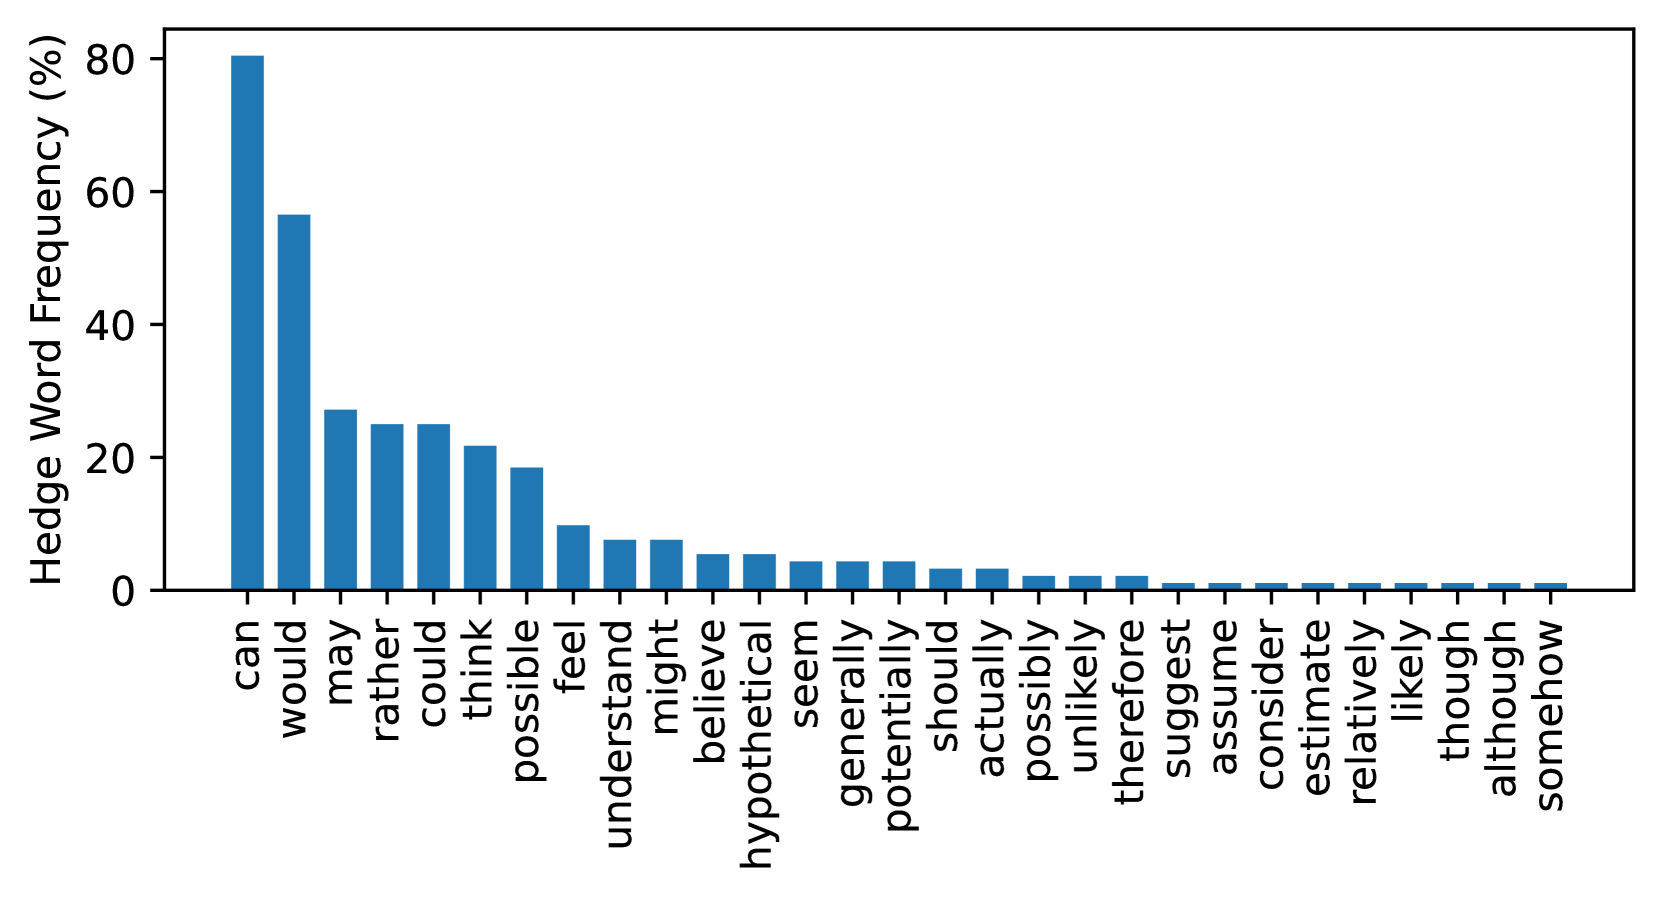 Hedge Word Frequency (%)
80
60
40
20
0
can
would
may
rather
could
think
possible
feel
understand
might
believe
hypothetical
seem
generally
potentially
should
actually
possibly
unlikely
therefore
suggest
assume
consider
estimate
relatively
likely
though
although
somehow